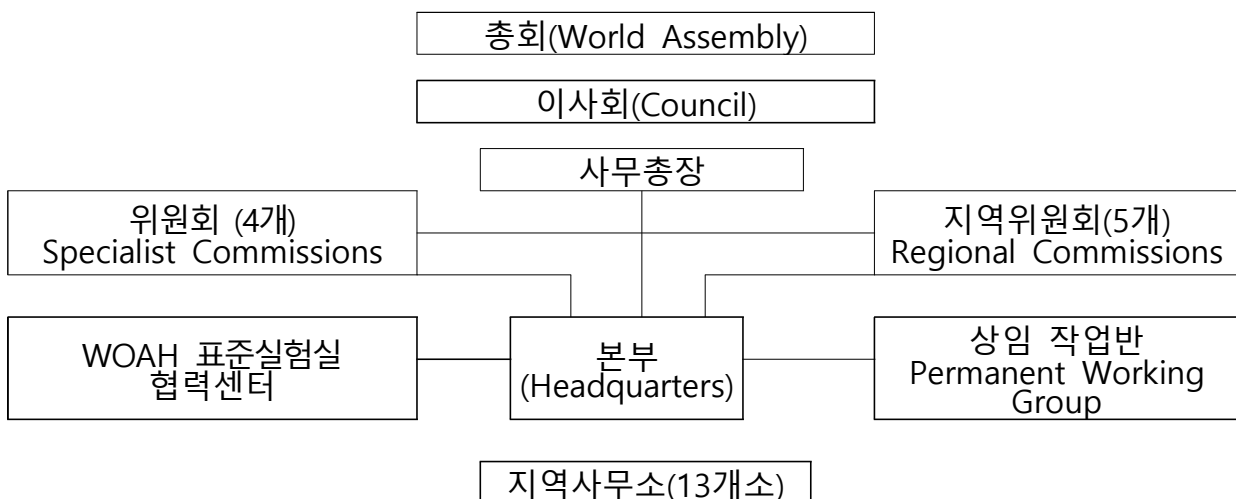 총회(World Assembly)
이사회(Council)
사무총장
위원회 (4개)
Specialist Commissions
지역위원회(5개)
Regional Commissions
WOAH 표준실험실
협력센터
본부
(Headquarters)
상임 작업반
Permanent Working
Group
지역사무소(13개소)